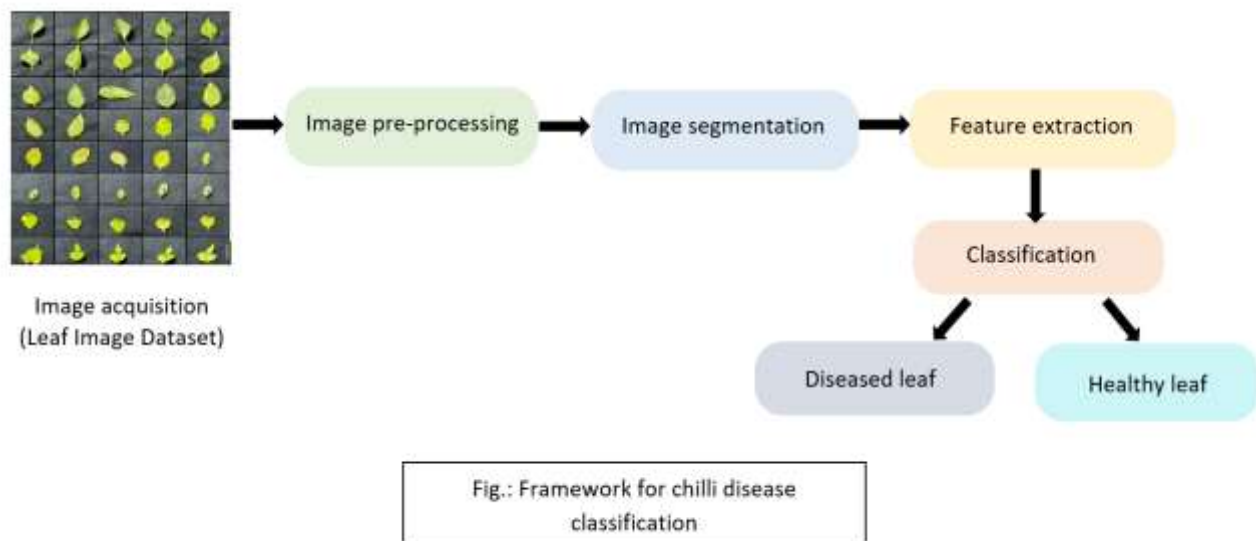 Image pre-processing
Image segmentation
Feature extraction
Classification
Image acquisition
(Leaf Image Dataset)
Diseased leaf
Healthy leaf
Fig.: Framework for chilli disease
classification